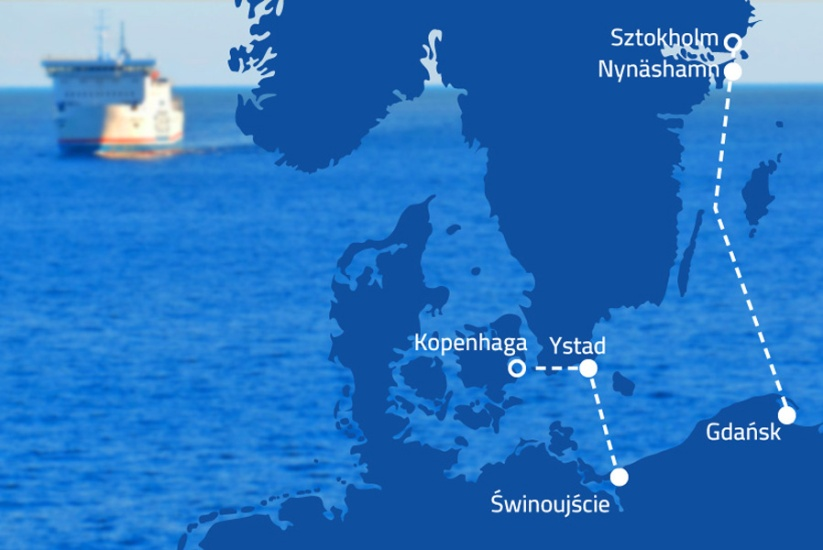 Sztokholm
Nynäshamn
Kopenhaga
Ystad
Gdańsk
Świnoujście